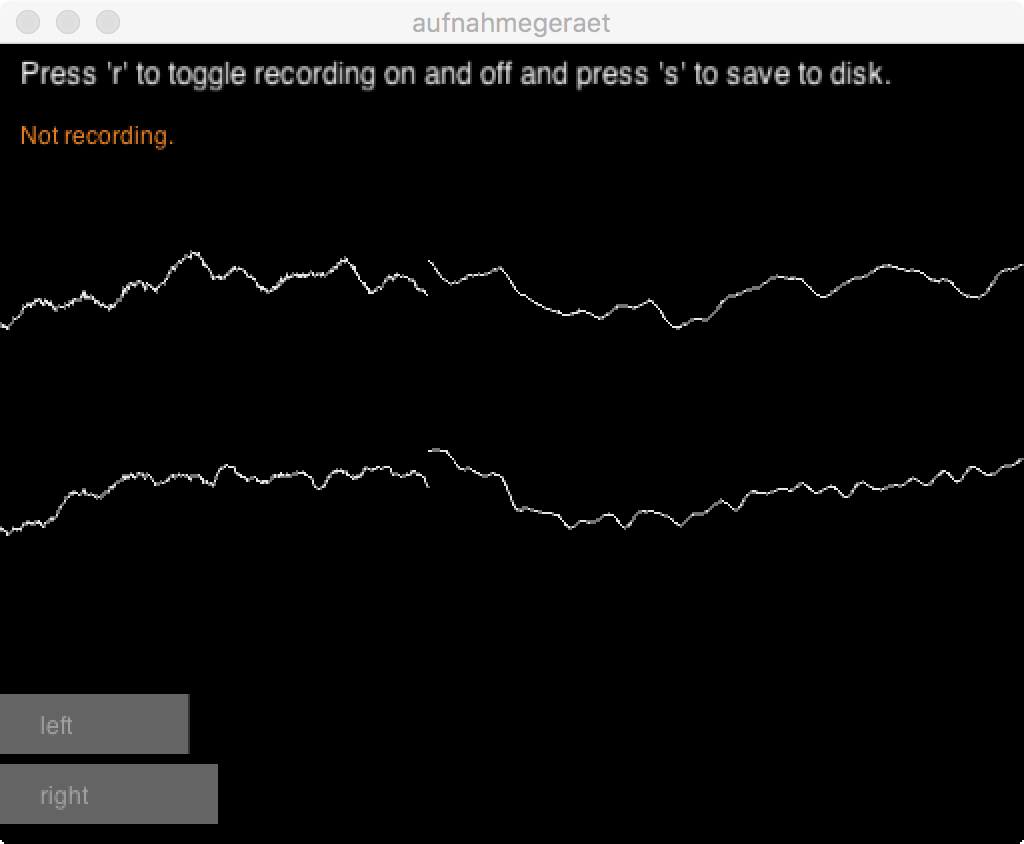 aufnahmegeraet
Press 'r' to toggle recording on and off and press 's' to save to disk.
Not recording.
left
right